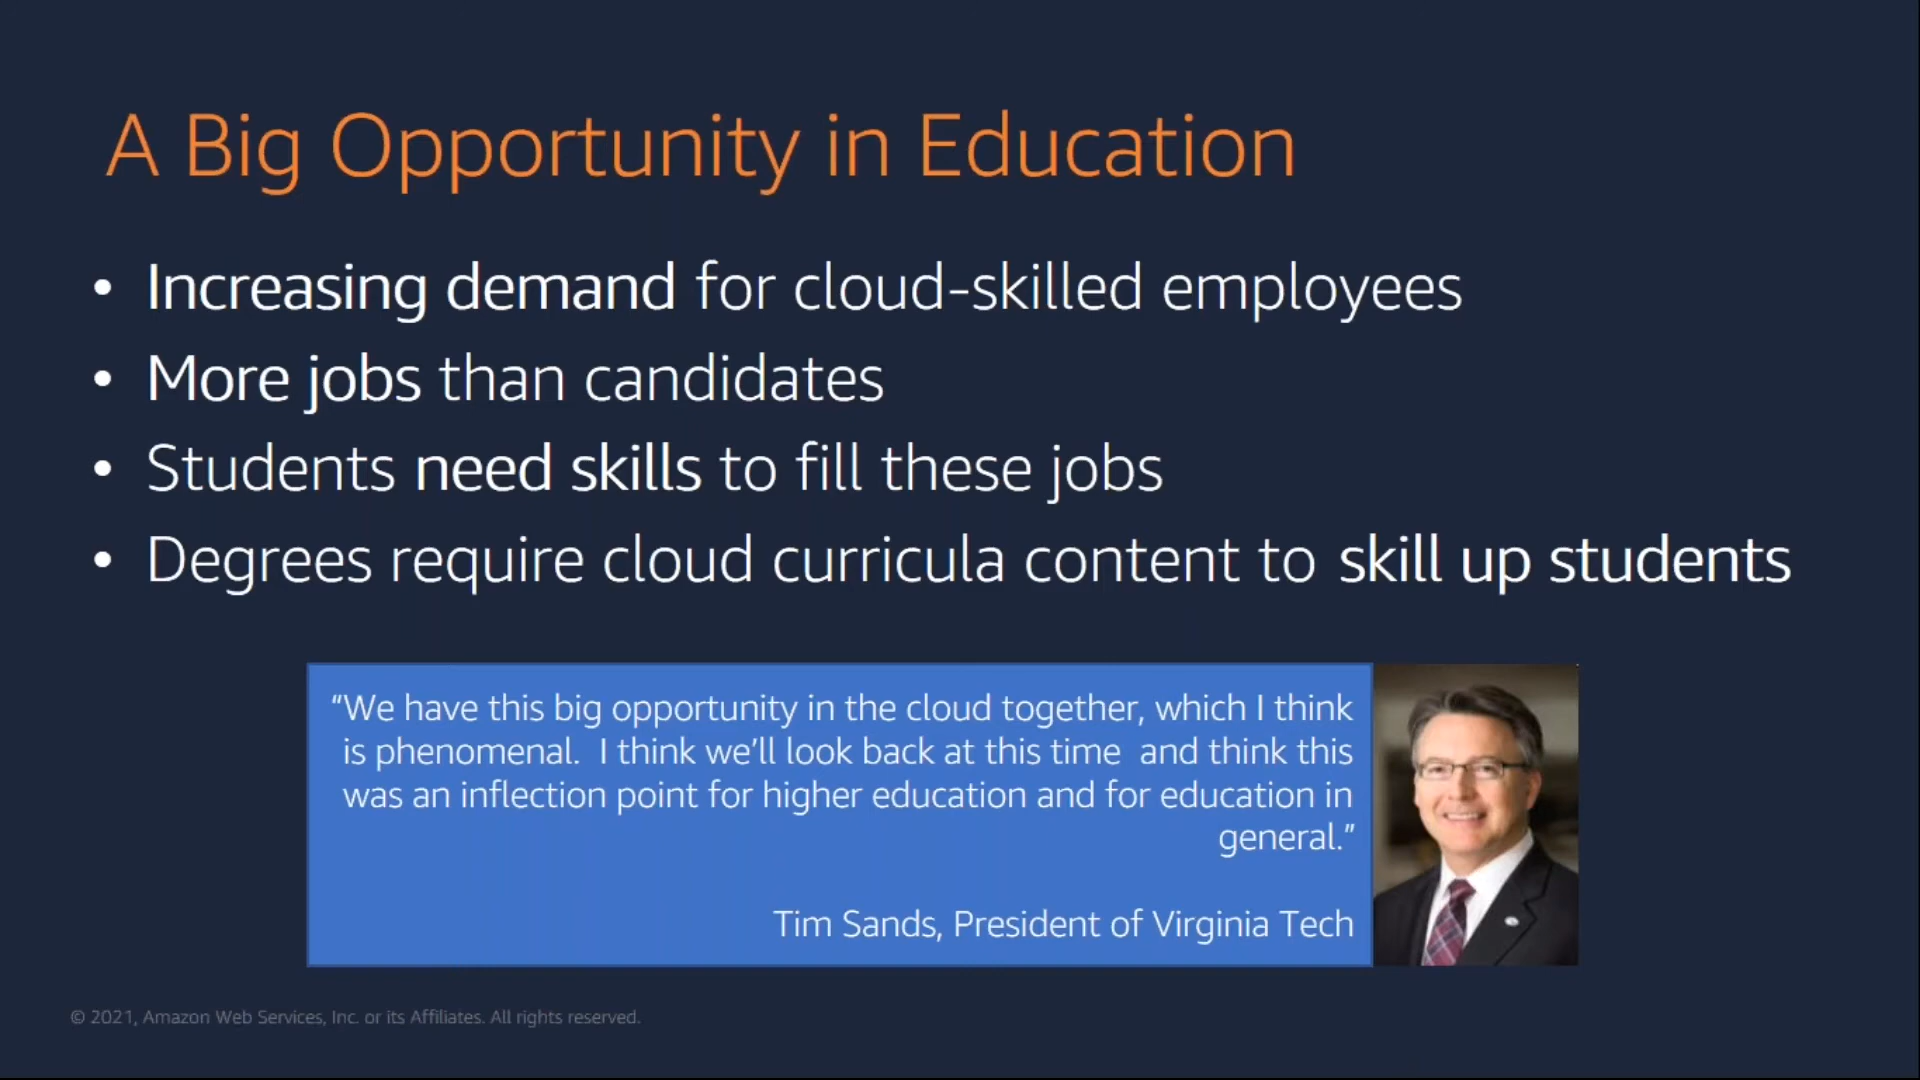 A Big Opportunity in Education
• Increasing demand for cloud-skilled employees
• More jobs than candidates
• Students need skills to fill these jobs
• Degrees require cloud curricula content to skill up students
“We have this big opportunity in the cloud together, which I think
is phenomenal.  I think we’ll look back at this time  and think this
was an inflection point for higher education and for education in
general.”
Tim Sands, President of Virginia Tech
© 2021, Amazon Web Services, Inc. or its Affiliates. All rights reserved.